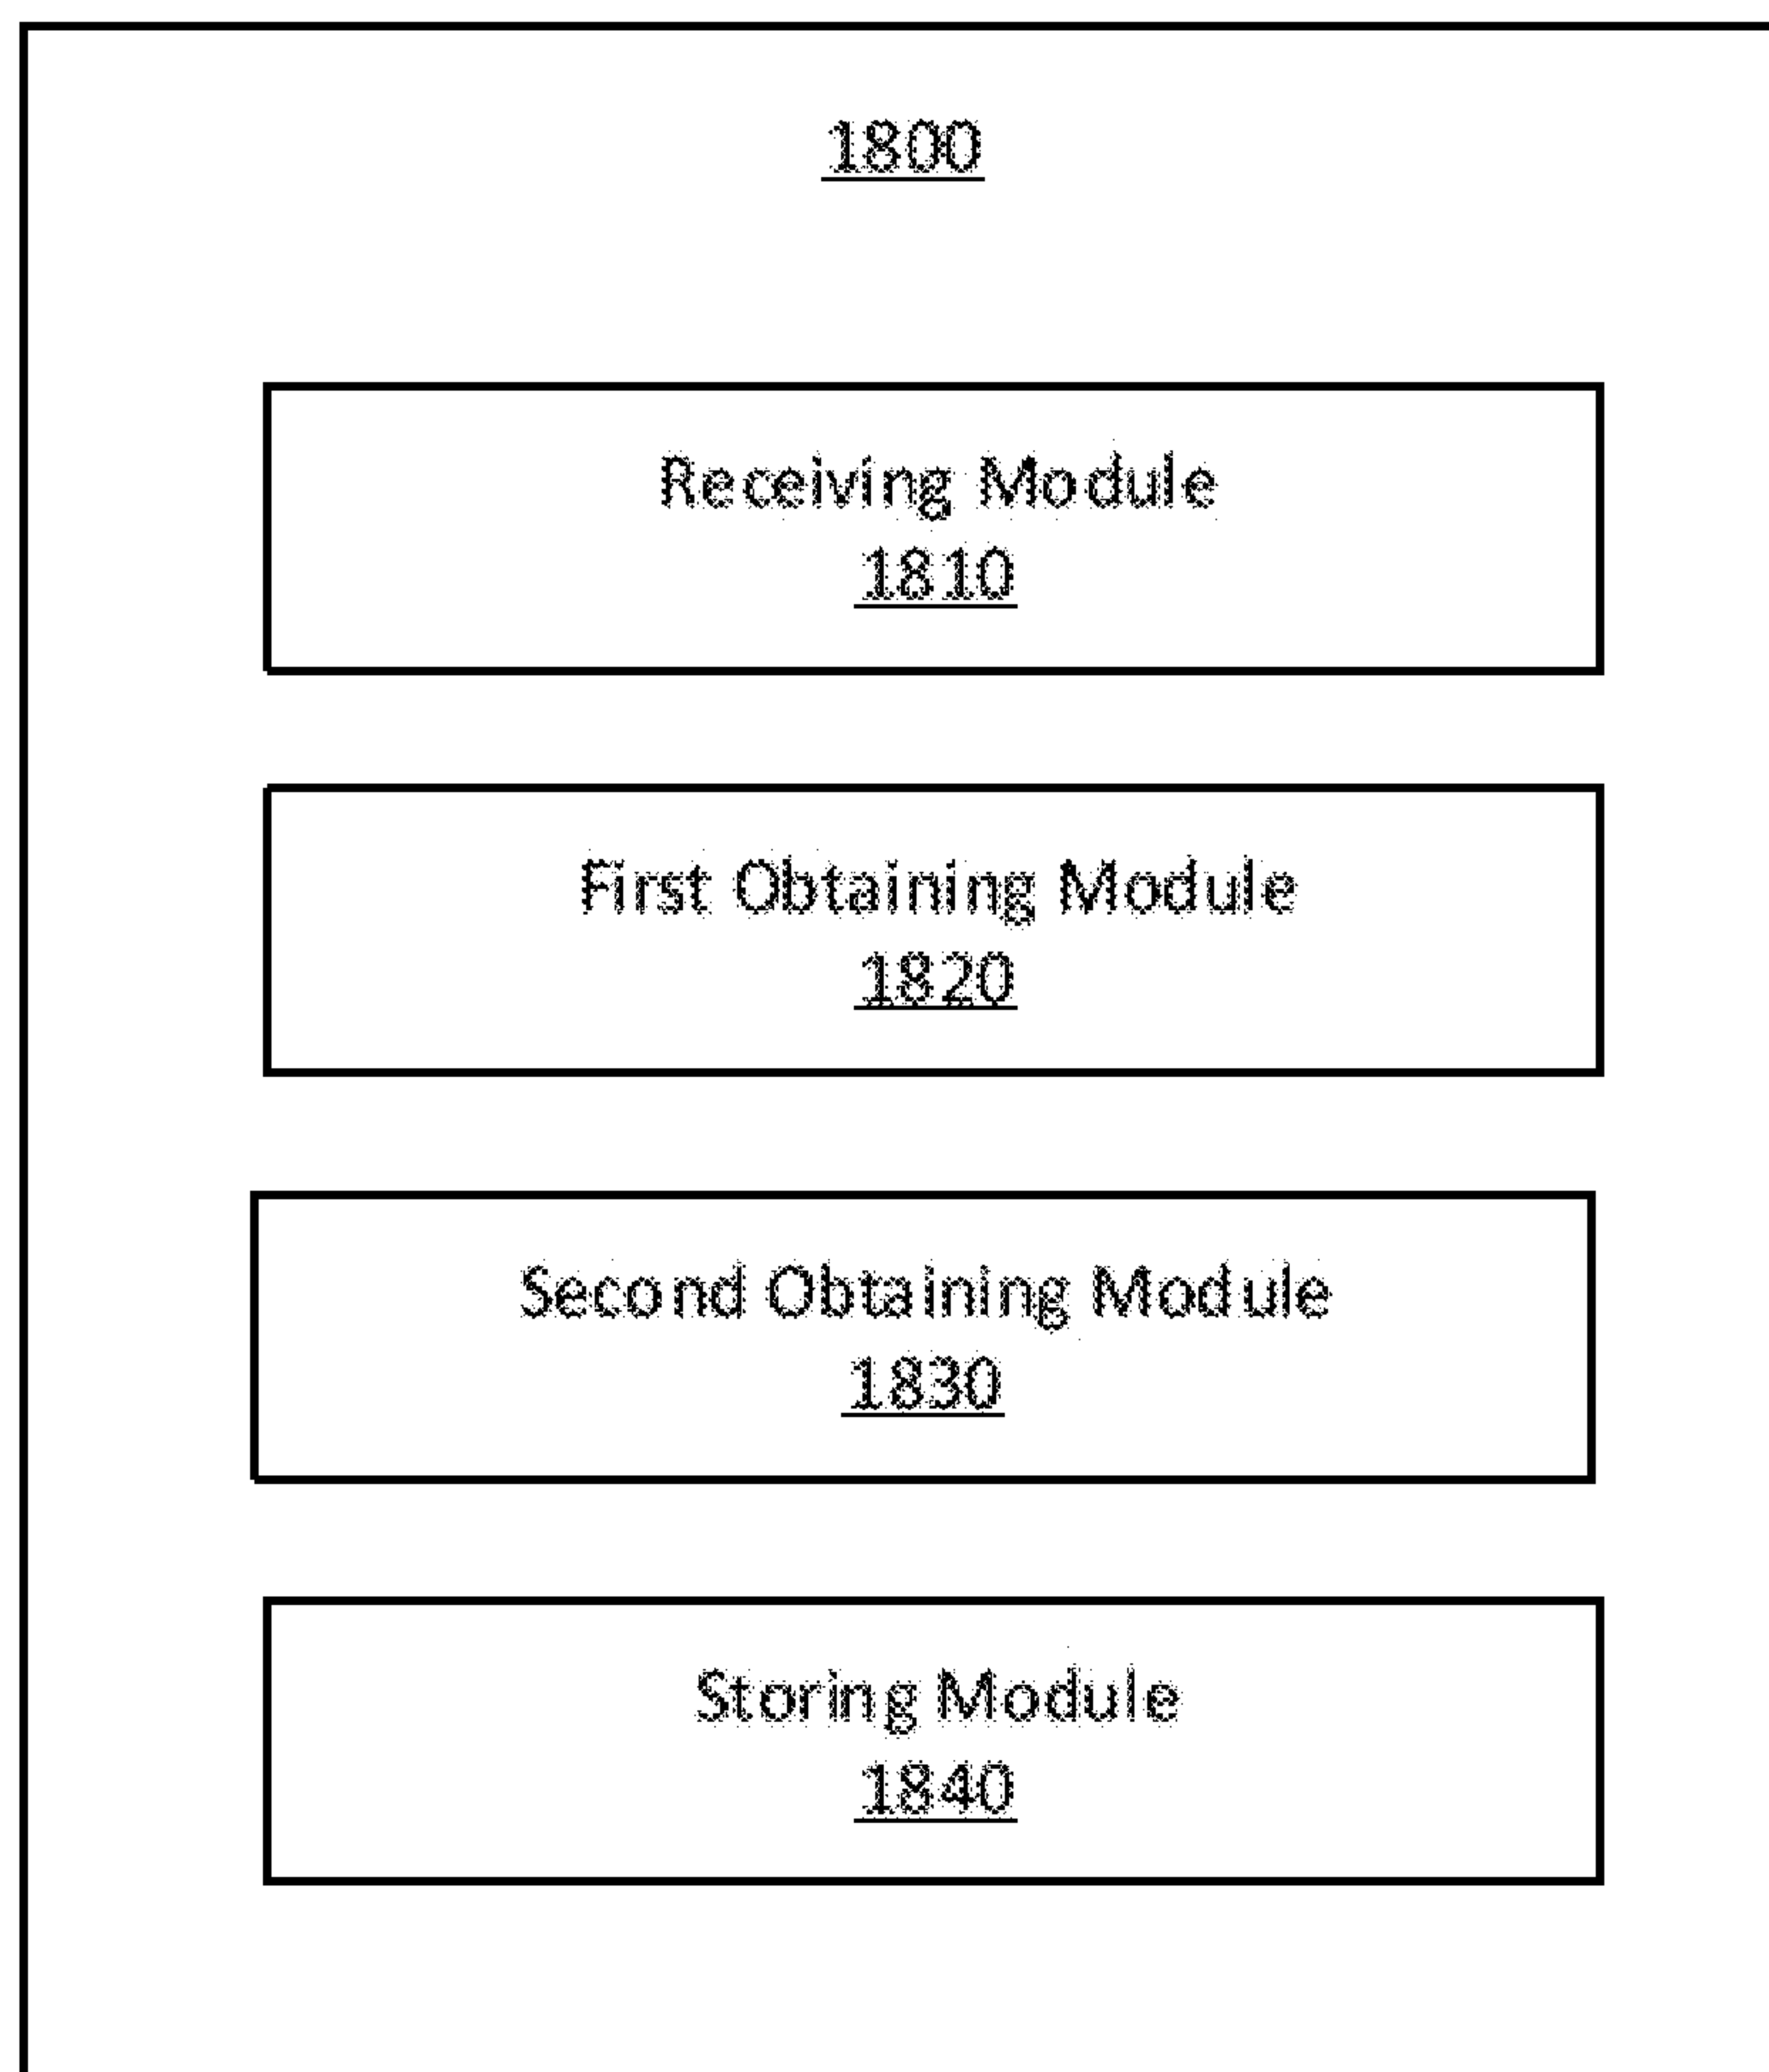 1800
Receiving Module
1810
First Obtaining Module
1820
Second Obtaining Module
1830
Storing Module
1840